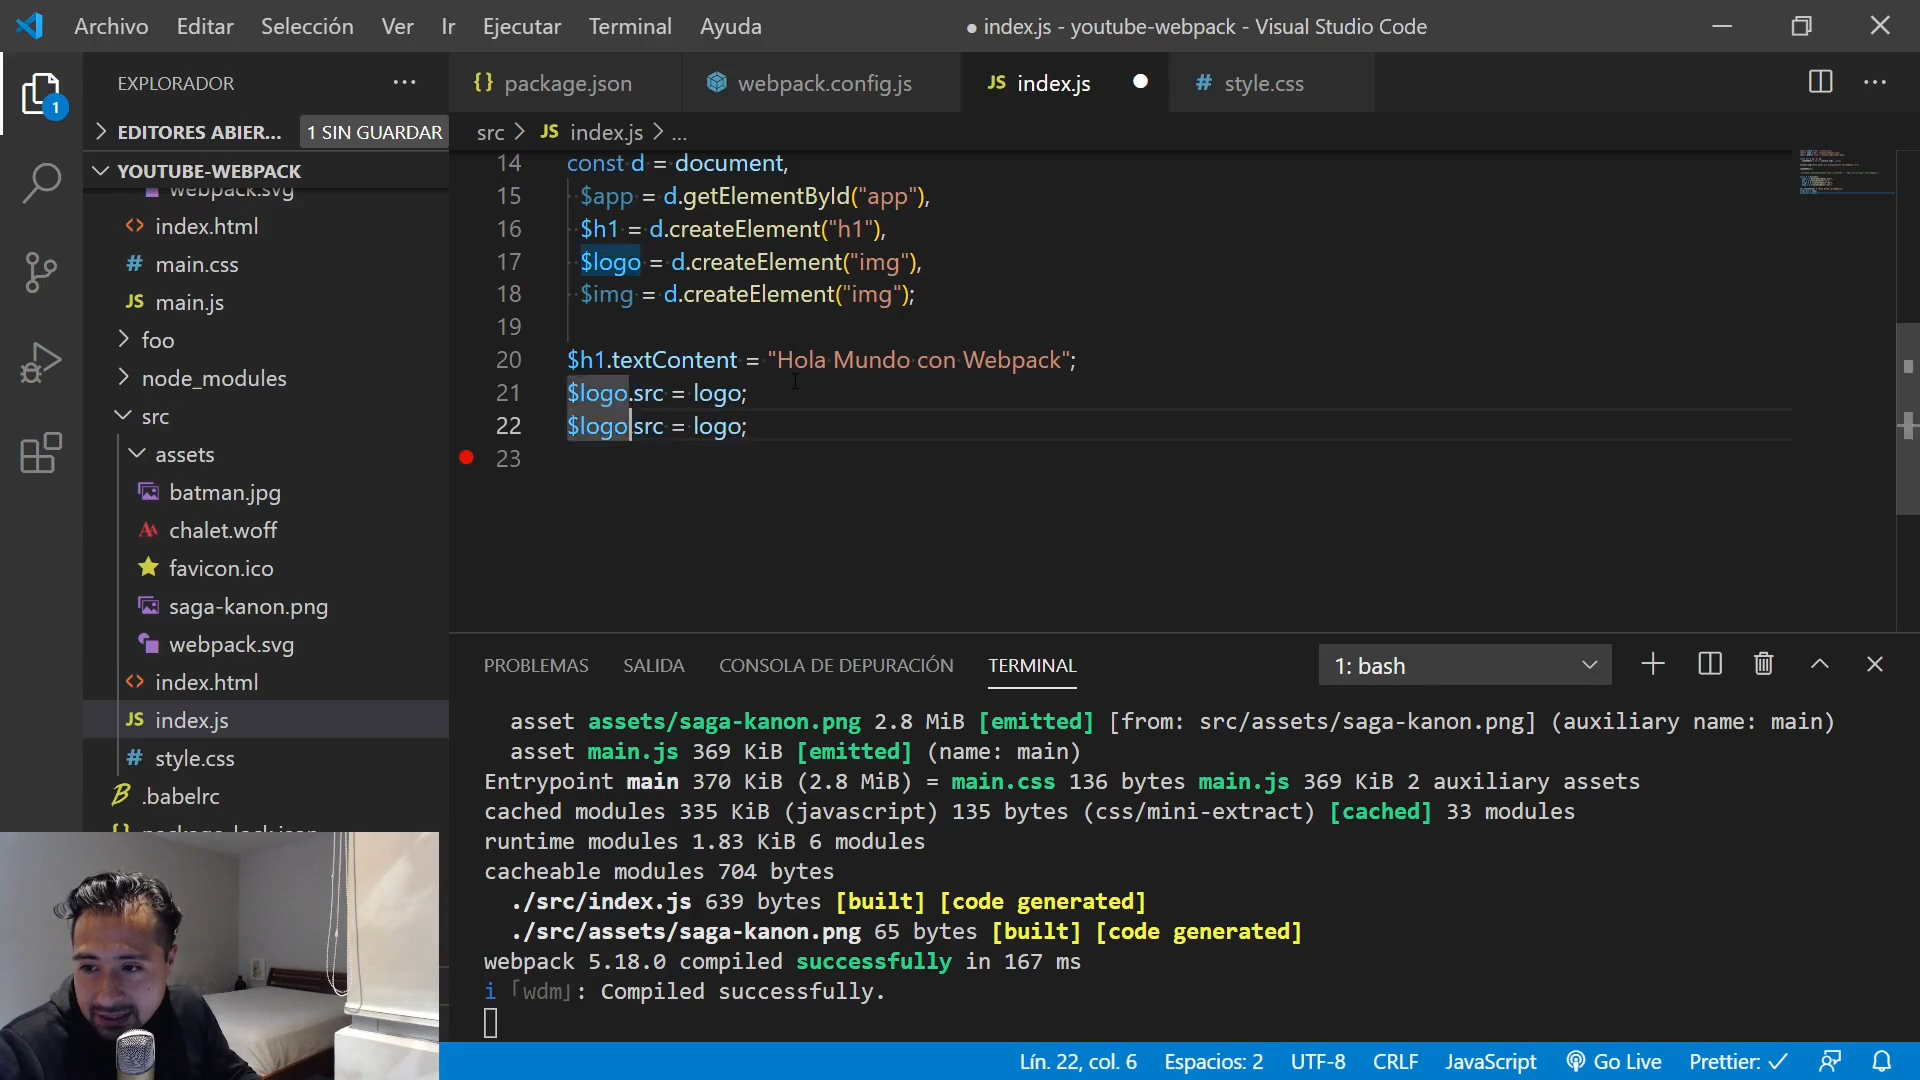 Archivo Editar Selección Ver Ir Ejecutar Terminal Ayuda
● index.js - youtube-webpack - Visual Studio Code
EXPLORADOR ...
EDITORES ABIER... 1 SIN GUARDAR
YOUTUBE-WEBPACK
webpack.svg
index.html
main.css
JS main.js
foo
node_modules
src
assets
batman.jpg
chalet.woff
favicon.ico
saga-kanon.png
webpack.svg
index.html
JS index.js
style.css
.babelrc
1
{} package.json
webpack.config.js
JS index.js
# style.css
src > JS index.js > ...
14 const d = document,
15 $app = d.getElementById("app"),
16 $h1 = d.createElement("h1"),
17 $logo = d.createElement("img"),
18 $img = d.createElement("img");
19
20 $h1.textContent = "Hola Mundo con Webpack";
21 $logo.src = logo;
22 $logo.src = logo;
23
PROBLEMAS SALIDA CONSOLA DE DEPURACIÓN TERMINAL 1: bash
asset assets/saga-kanon.png 2.8 MiB [emitted] [from: src/assets/saga-kanon.png] (auxiliary name: main)
asset main.js 369 KiB [emitted] (name: main)
Entrypoint main 370 KiB (2.8 MiB) = main.css 136 bytes main.js 369 KiB 2 auxiliary assets
cached modules 335 KiB (javascript) 135 bytes (css/mini-extract) [cached] 33 modules
runtime modules 1.83 KiB 6 modules
cacheable modules 704 bytes
./src/index.js 639 bytes [built] [code generated]
./src/assets/saga-kanon.png 65 bytes [built] [code generated]
webpack 5.18.0 compiled successfully in 167 ms
i ｢wdm｣: Compiled successfully.
Lín. 22, col. 6 Espacios: 2 UTF-8 CRLF JavaScript Go Live Prettier: ✓